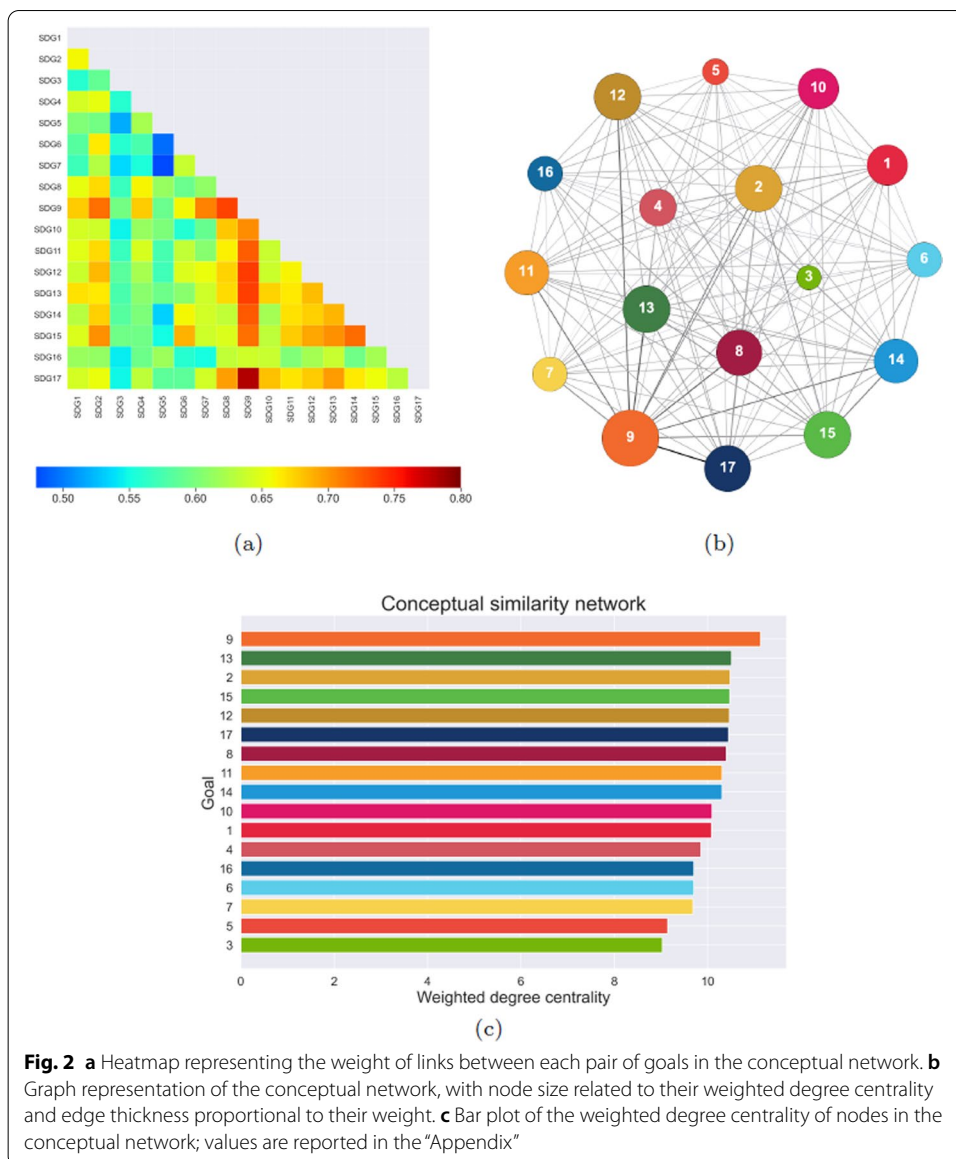 SDG1
SDG2
SDG3
SDG4
SDG5
SDG6
SDG7
SDG8
SDG9
SDG10
SDG11
SDG12
SDG13
SDG14
SDG15
SDG16
SDG17
SDG1 SDG2 SDG3 SDG4 SDG5 SDG6 SDG7 SDG8 SDG9 SDG10 SDG11 SDG12 SDG13 SDG14 SDG15 SDG16 SDG17
0.50 0.55 0.60 0.65 0.70 0.75 0.80
(a)
5
12
10
16
1
2
4
6
3
11
13
8
14
7
9
15
17
(b)
Conceptual similarity network
Goal
9
13
2
15
12
17
8
11
14
10
1
4
16
6
7
5
3
0 2 4 6 8 10
Weighted degree centrality
(c)
Fig. 2 a Heatmap representing the weight of links between each pair of goals in the conceptual network. b
Graph representation of the conceptual network, with node size related to their weighted degree centrality
and edge thickness proportional to their weight. c Bar plot of the weighted degree centrality of nodes in the
conceptual network; values are reported in the “Appendix”